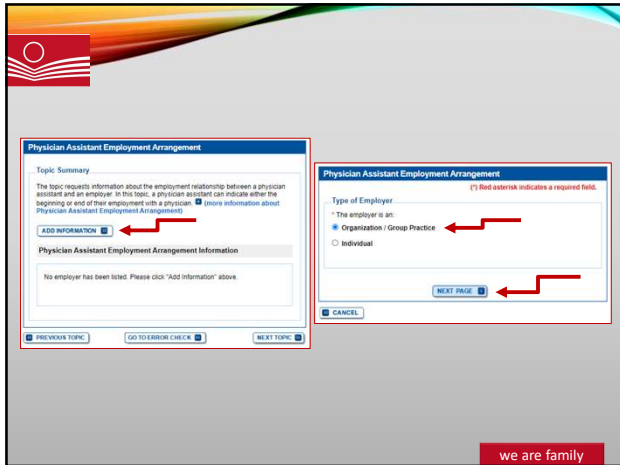 Physician Assistant Employment Arrangement
Topic Summary
The topic requests information about the employment relationship between a physician
assistant and an employer. In this topic, a physician assistant can indicate either the
beginning or end of their employment with a physician. (more information about
Physician Assistant Employment Arrangement)
ADD INFORMATION
Physician Assistant Employment Arrangement Information
No employer has been listed. Please click "Add Information" above.
PREVIOUS TOPIC
GO TO ERROR CHECK
NEXT TOPIC
Physician Assistant Employment Arrangement
(*) Red asterisk indicates a required field.
Type of Employer
* The employer is an:
Organization / Group Practice
Individual
NEXT PAGE
CANCEL
we are family